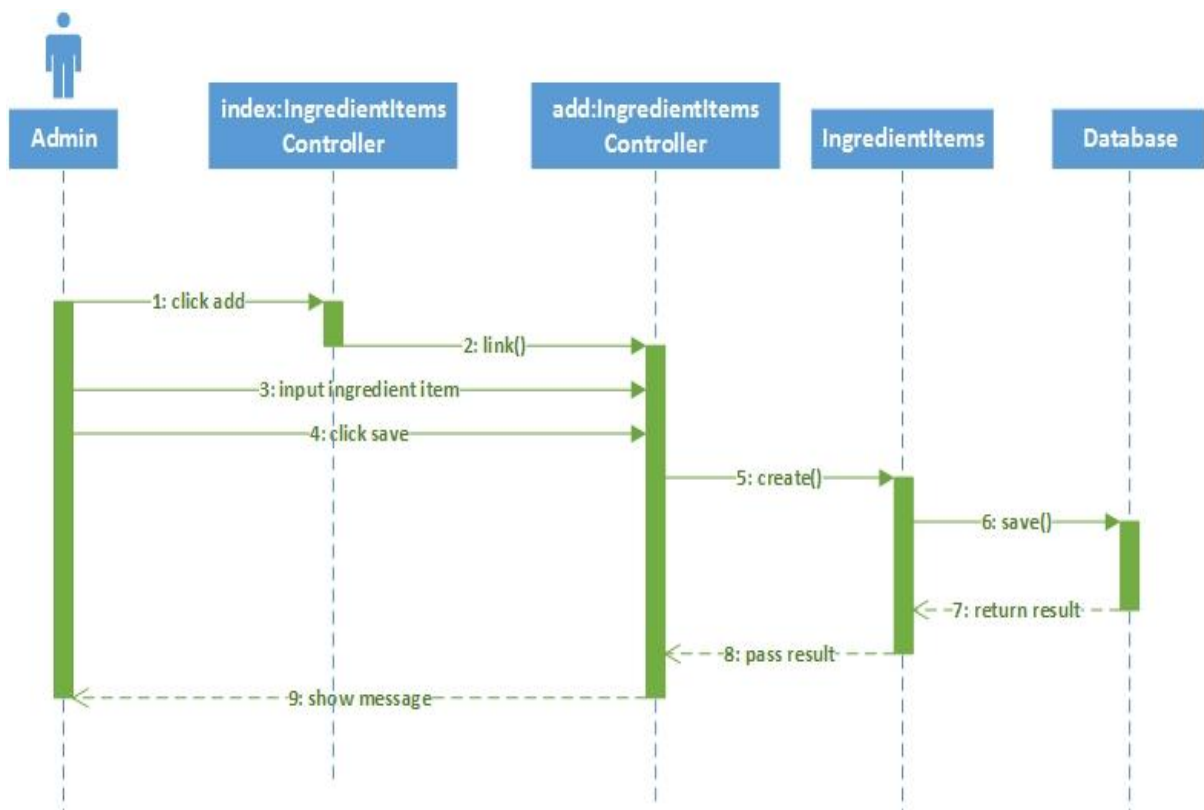 Admin
index:IngredientItems
Controller
add:IngredientItems
Controller
IngredientItems
Database
1: click add
2: link()
3: input ingredient item
4: click save
5: create()
6: save()
7: return result
8: pass result
9: show message